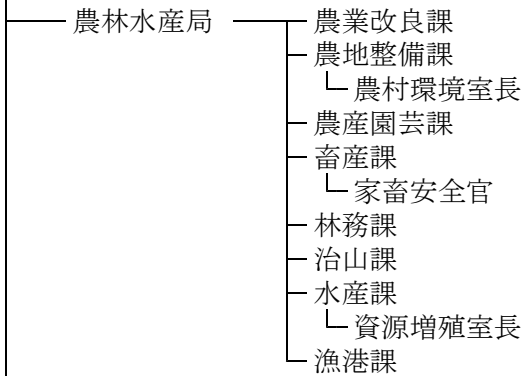 農林水産局 農業改良課
農地整備課
農村環境室長
農産園芸課
畜産課
家畜安全官
林務課
治山課
水産課
資源増殖室長
漁港課